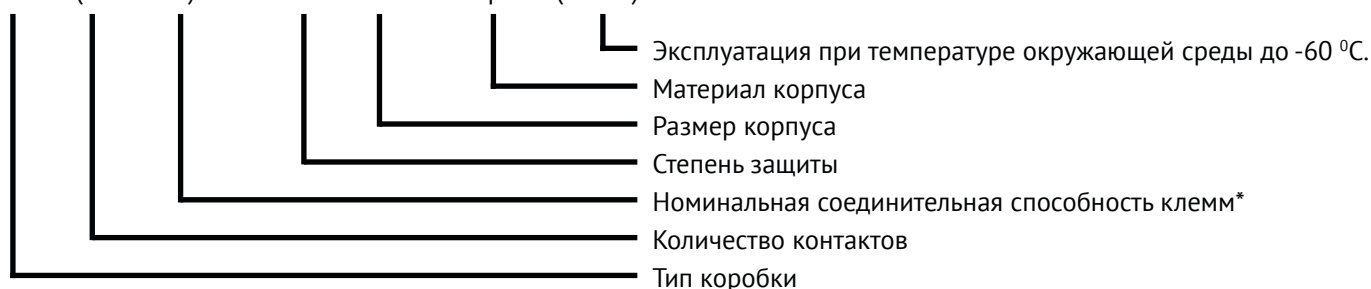 Эксплуатация при температуре окружающей среды до -60 ⁰С.
Материал корпуса
Размер корпуса
Степень защиты
Номинальная соединительная способность клемм*
Количество контактов
Тип коробки